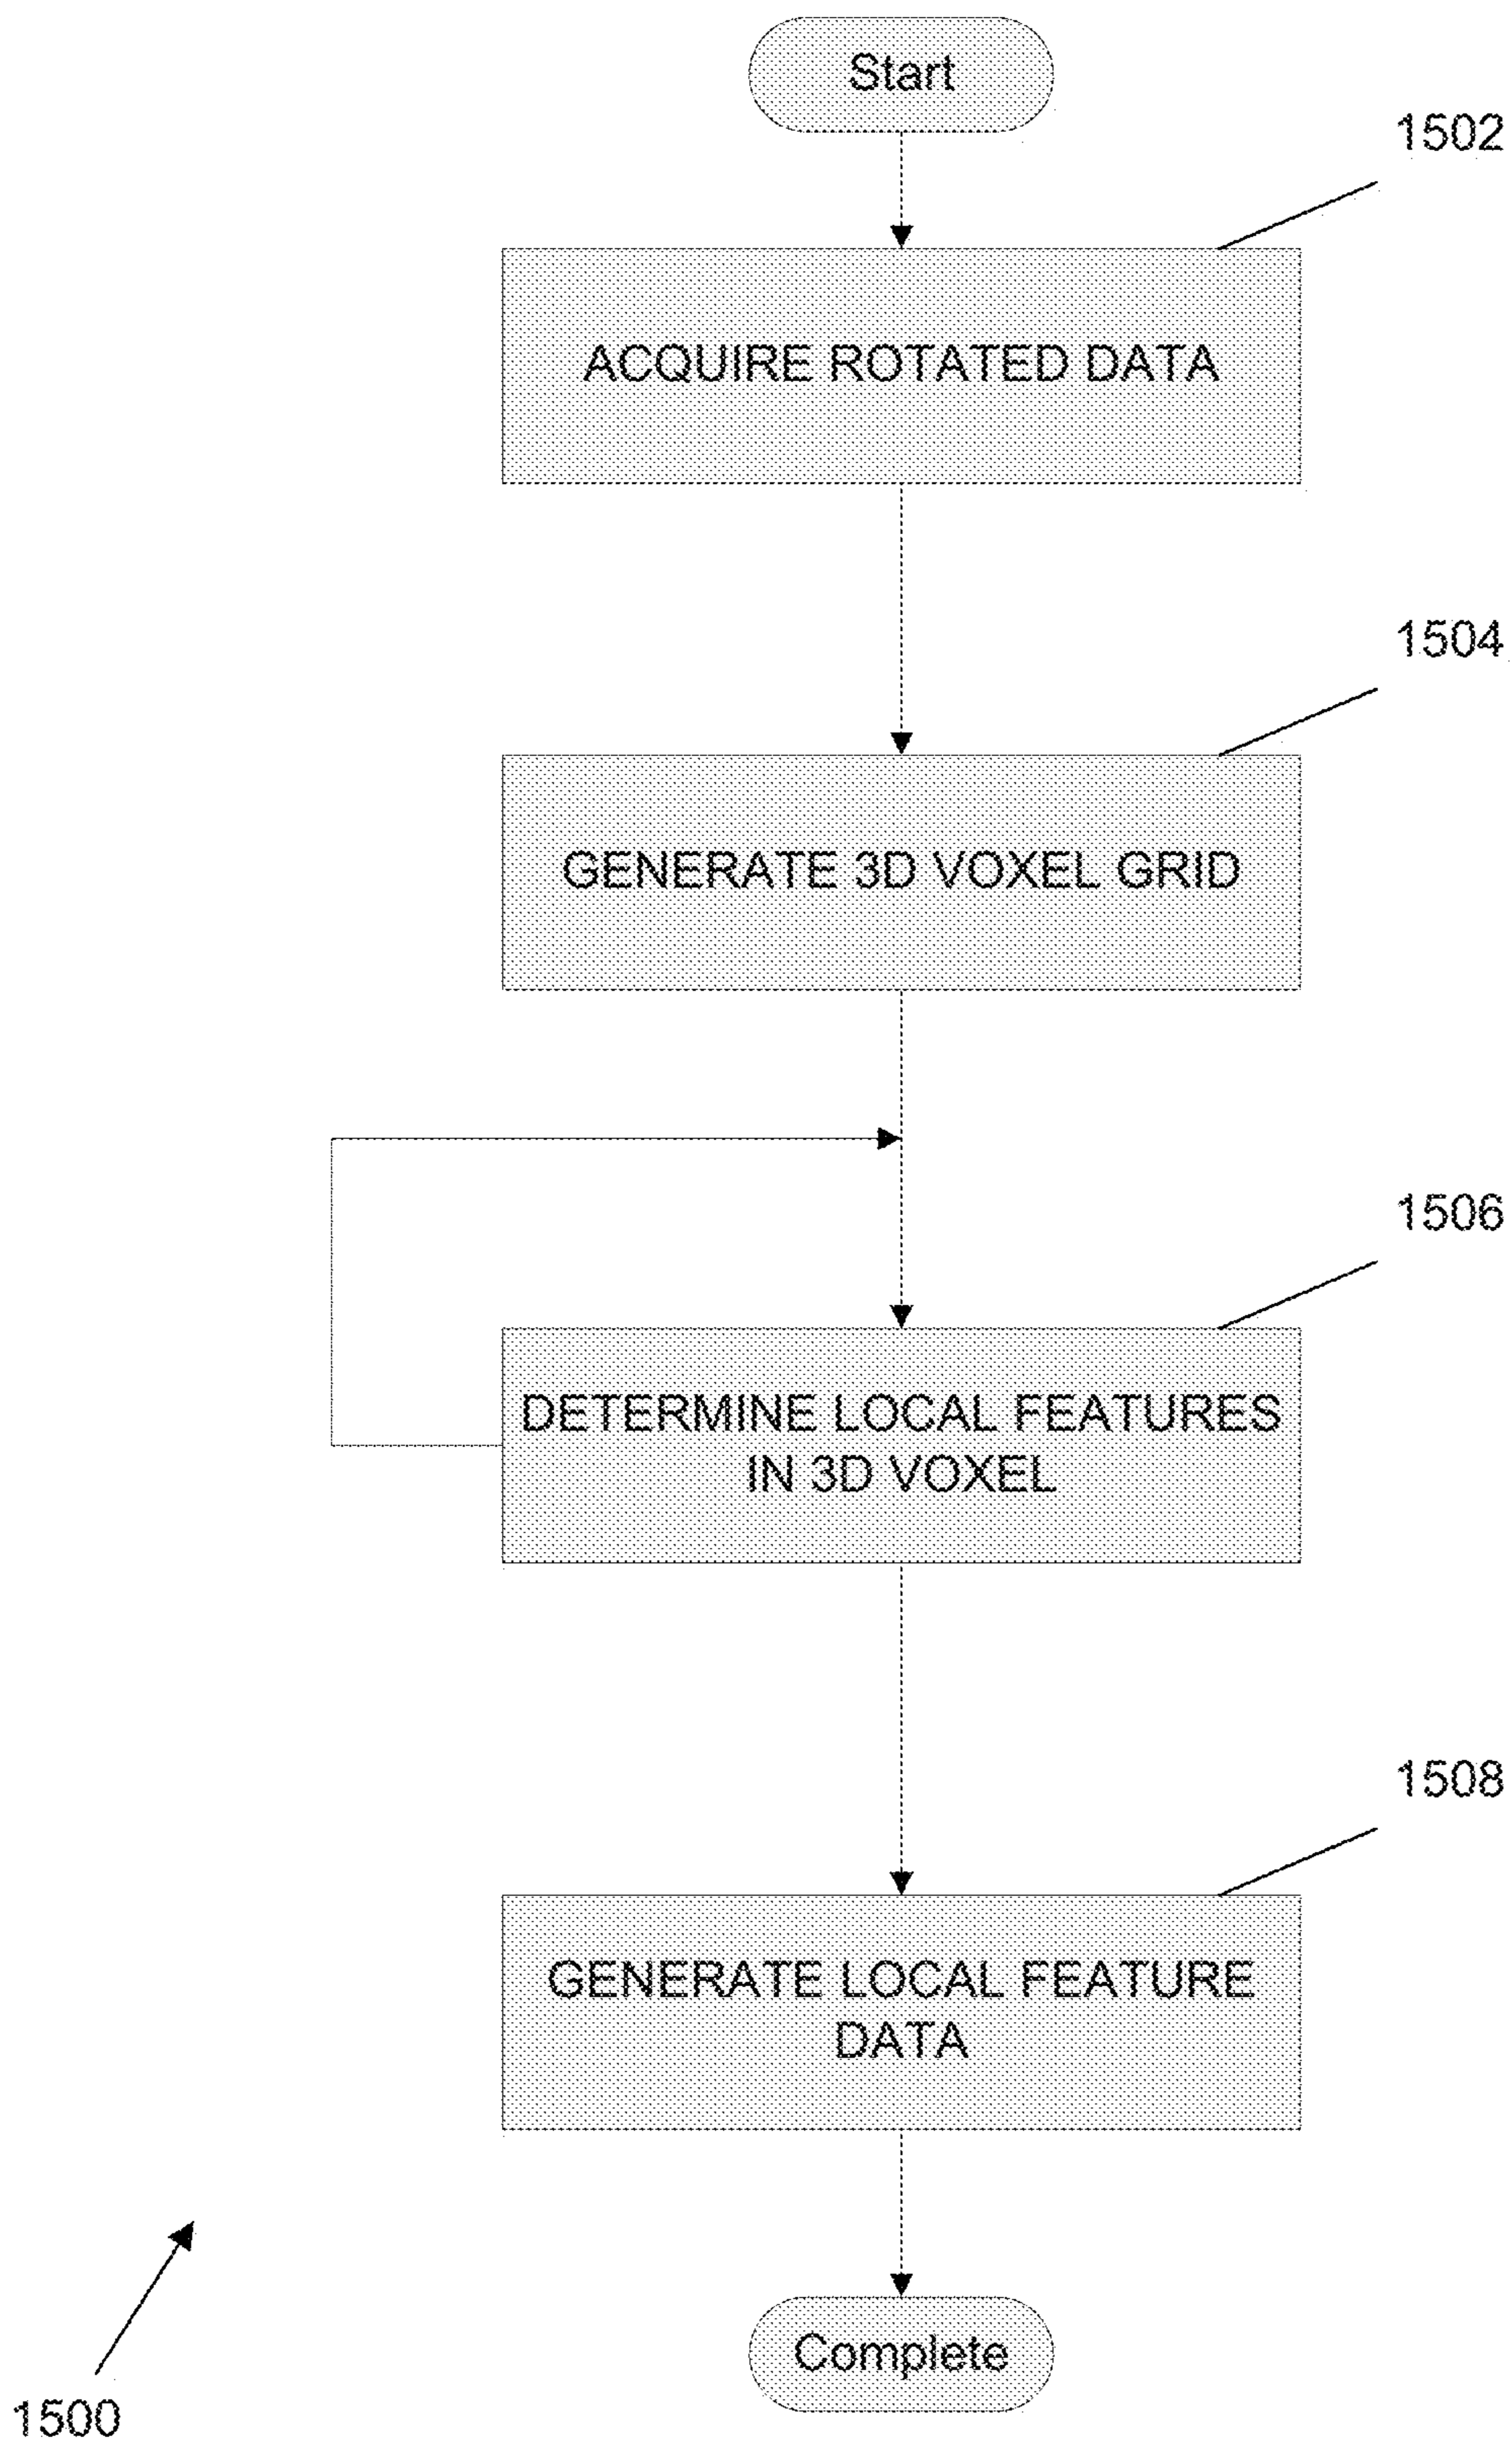 Start
1502
ACQUIRE ROTATED DATA
1504
GENERATE 3D VOXEL GRID
1506
DETERMINE LOCAL FEATURES
IN 3D VOXEL
1508
GENERATE LOCAL FEATURE
DATA
Complete
1500